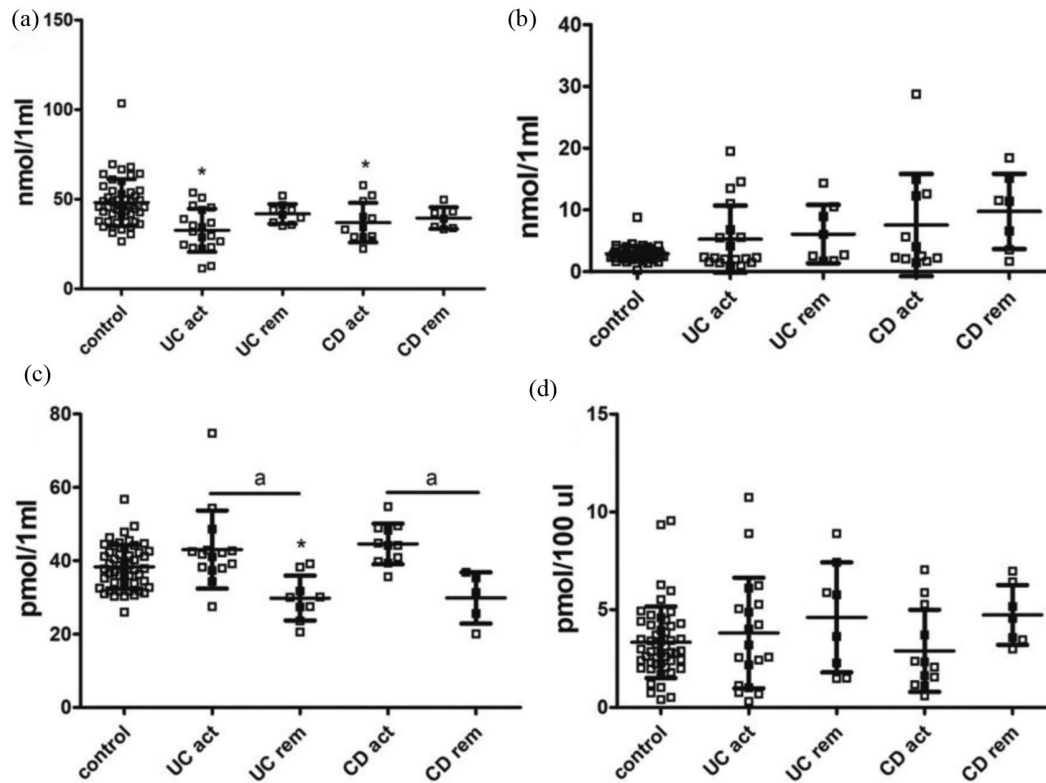 (a)
150
100
50
0
nmol/1ml
*
*
control
UC act
UC rem
CD act
CD rem
(b)
40
30
20
10
0
nmol/1ml
control
UC act
UC rem
CD act
CD rem
(c)
80
60
40
20
0
pmol/1ml
a
a
*
control
UC act
UC rem
CD act
CD rem
(d)
15
10
5
0
pmol/100 ul
control
UC act
UC rem
CD act
CD rem